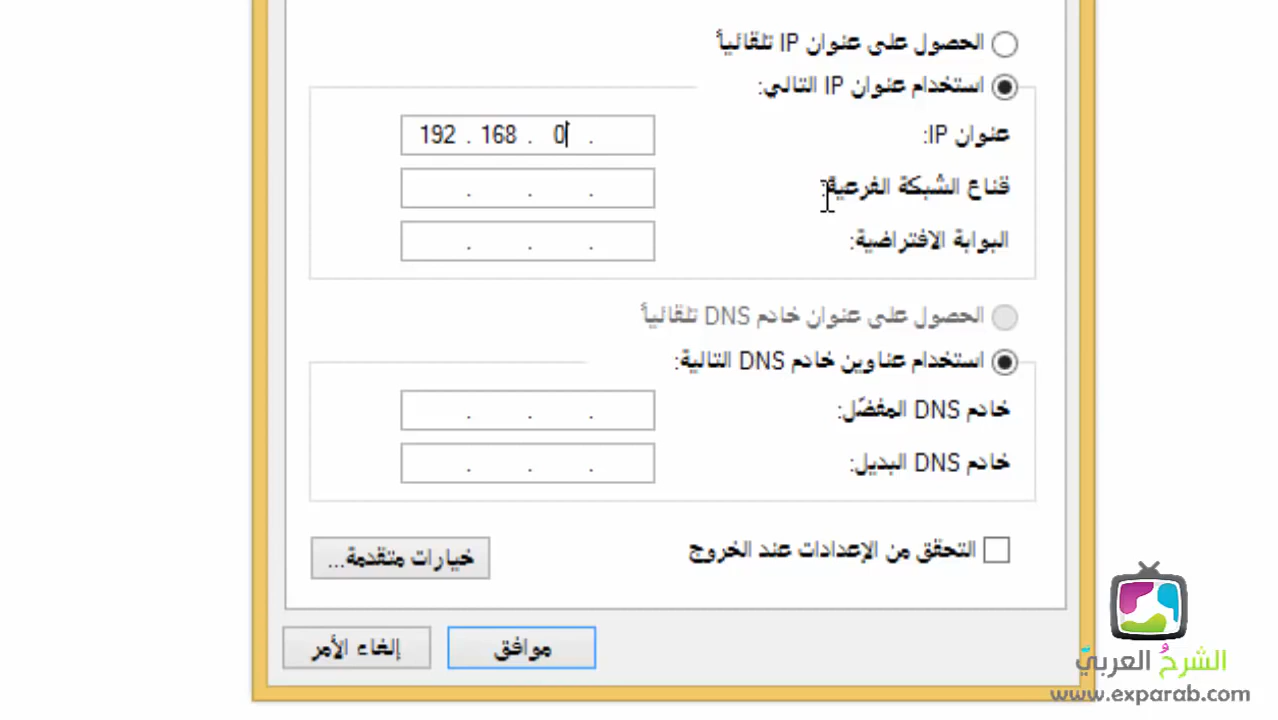 الحصول على عنوان IP تلقائياً
استخدام عنوان IP التالي:
عنوان IP:
192 . 168 . 0 .
قناع الشبكة الفرعية:
. . .
البوابة الافتراضية:
. . .
الحصول على عنوان خادم DNS تلقائياً
استخدام عناوين خادم DNS التالية:
خادم DNS المفضّل:
. . .
خادم DNS البديل:
. . .
التحقق من الإعدادات عند الخروج
خيارات متقدمة...
موافق
إلغاء الأمر
الشرحُ العربيّ
www.exparab.com